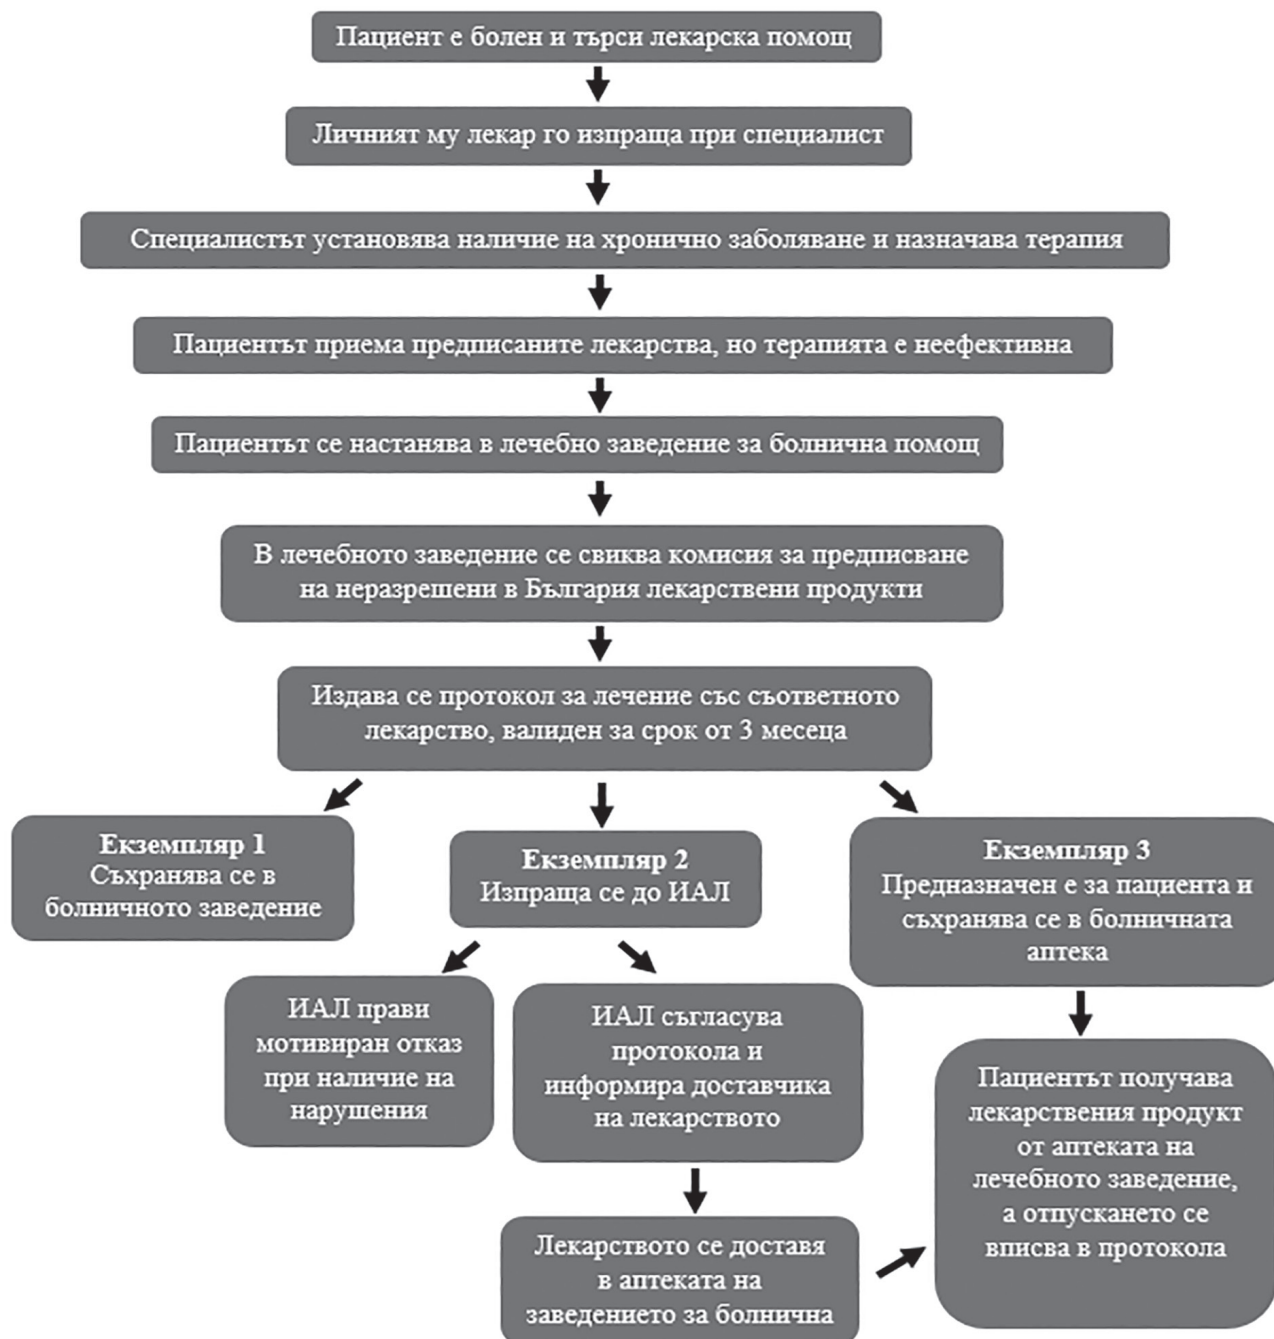 Пациент е болен и търси лекарска помощ
Личният му лекар го изпраща при специалист
Специалистът установява наличие на хронично заболяване и назначава терапия
Пациентът приема предписаните лекарства, но терапията е неефективна
Пациентът се настанява в лечебно заведение за болнична помощ
В лечебното заведение се свиква комисия за предписване
на неразрешени в България лекарствени продукти
Издава се протокол за лечение със съответното
лекарство, валиден за срок от 3 месеца
Екземпляр 1
Съхранява се в
болничното заведение
Екземпляр 2
Изпраща се до ИАЛ
Екземпляр 3
Предназначен е за пациента и
съхранява се в болничната
аптека
ИАЛ прави
мотивиран отказ
при наличие на
нарушения
ИАЛ съгласува
протокола и
информира доставчика
на лекарството
Пациентът получава
лекарствения продукт
от аптеката на
лечебното заведение,
а отпускането се
вписва в протокола
Лекарството се доставя
в аптеката на
заведението за болнична